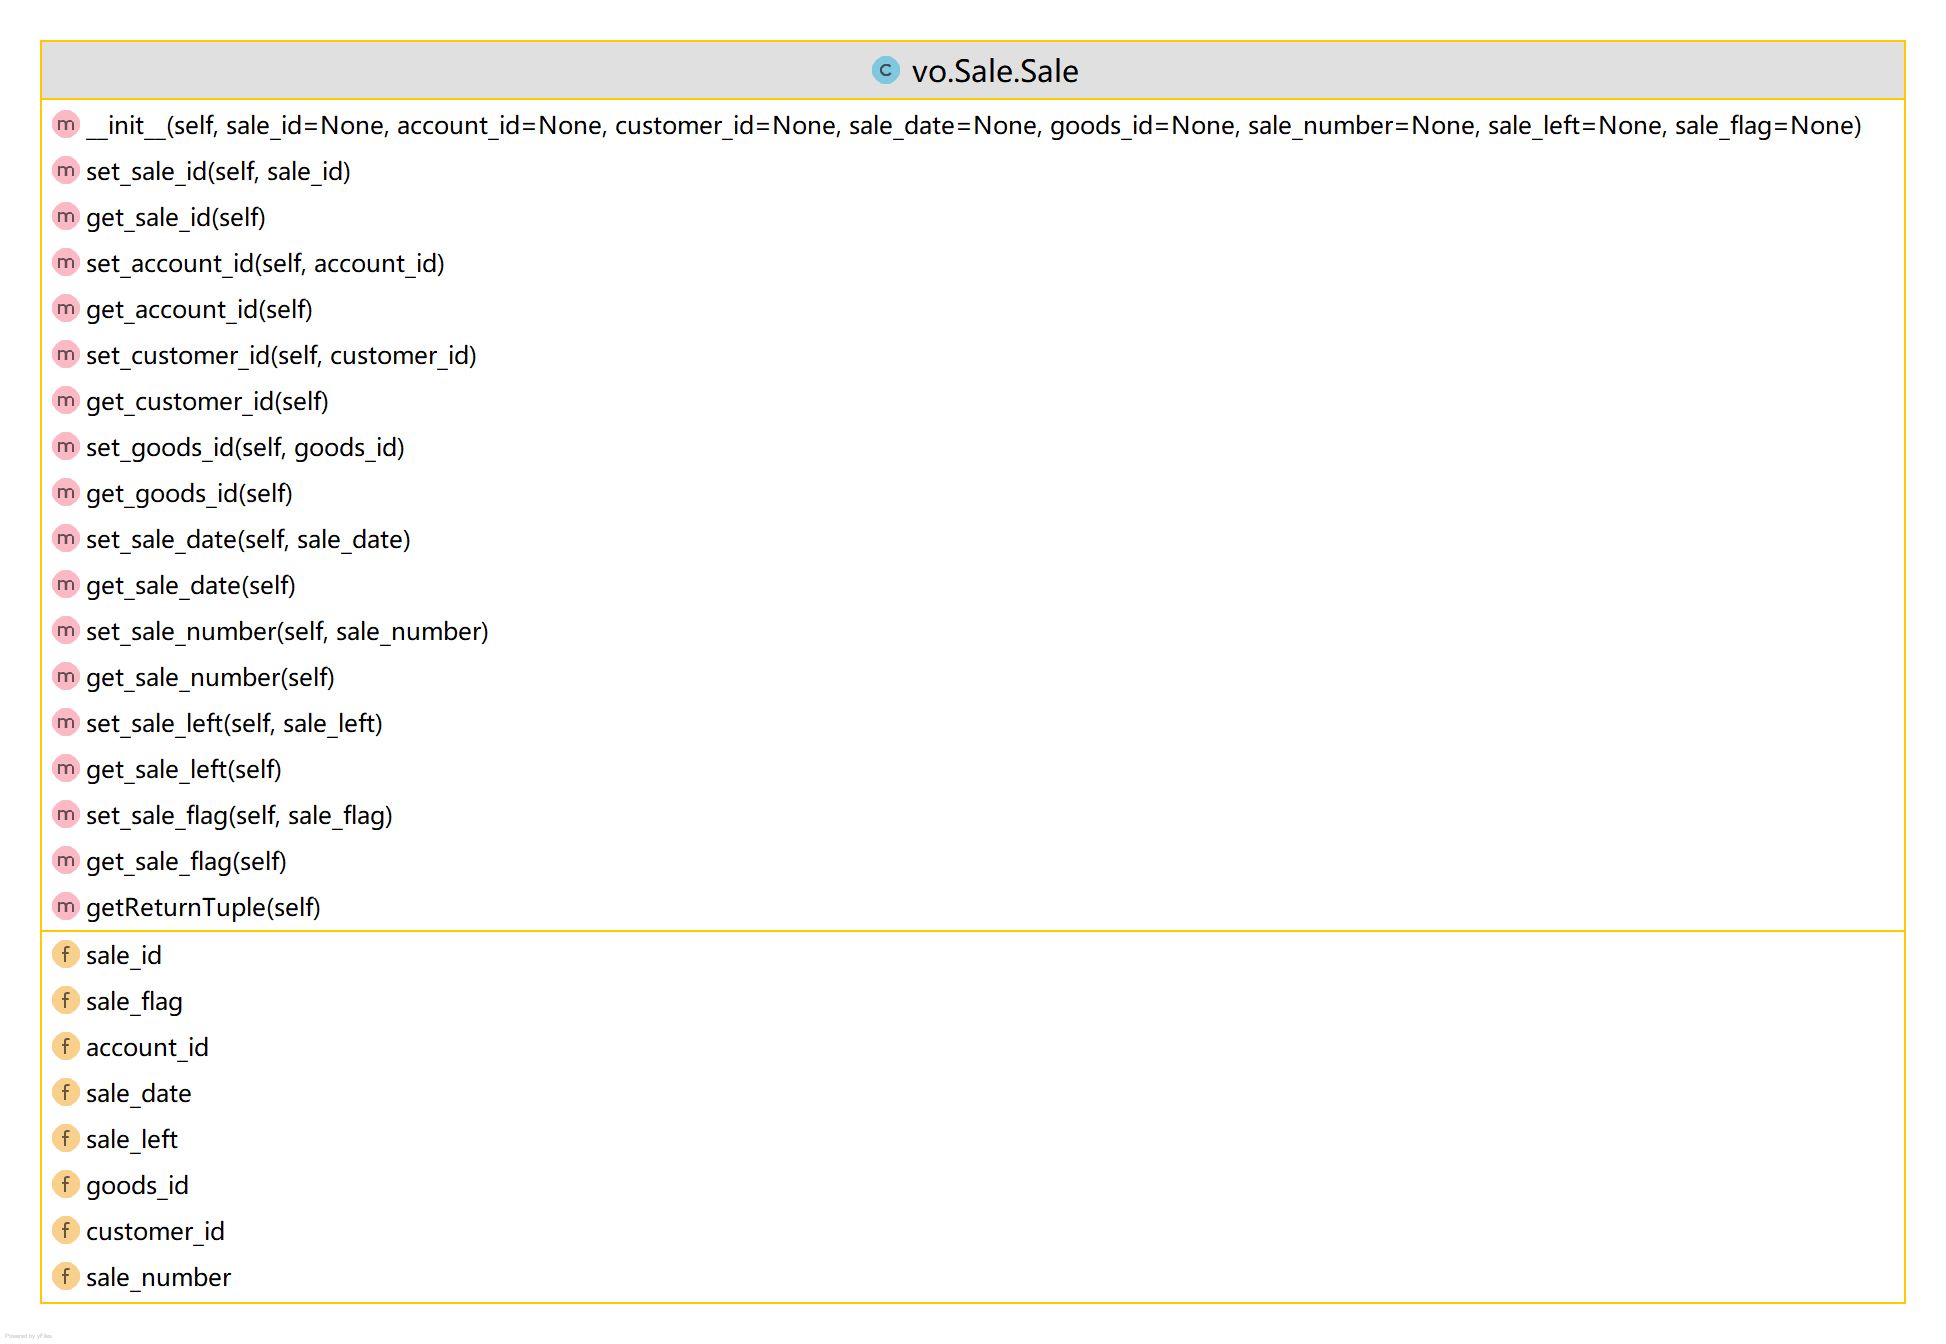 C vo.Sale.Sale
m __init__(self, sale_id=None, account_id=None, customer_id=None, sale_date=None, goods_id=None, sale_number=None, sale_left=None, sale_flag=None)
m set_sale_id(self, sale_id)
m get_sale_id(self)
m set_account_id(self, account_id)
m get_account_id(self)
m set_customer_id(self, customer_id)
m get_customer_id(self)
m set_goods_id(self, goods_id)
m get_goods_id(self)
m set_sale_date(self, sale_date)
m get_sale_date(self)
m set_sale_number(self, sale_number)
m get_sale_number(self)
m set_sale_left(self, sale_left)
m get_sale_left(self)
m set_sale_flag(self, sale_flag)
m get_sale_flag(self)
m getReturnTuple(self)
f sale_id
f sale_flag
f account_id
f sale_date
f sale_left
f goods_id
f customer_id
f sale_number
Powered by yFiles